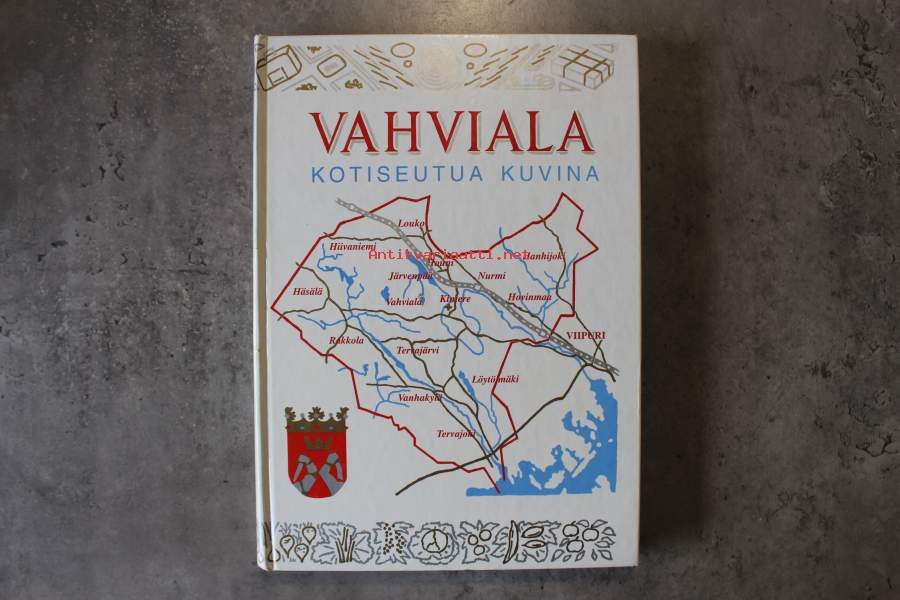 VAHVIALA
KOTISEUTUA KUVINA
Louko
Hiivaniemi
Antikvariaatti.net
Hanhijoki
Järvenpää
Nurmi
Häsälä
Vahviala
Kintere
Hovinmaa
Rakkola
VIIPURI
Tervajärvi
Löytömäki
Vanhakylä
Tervajoki